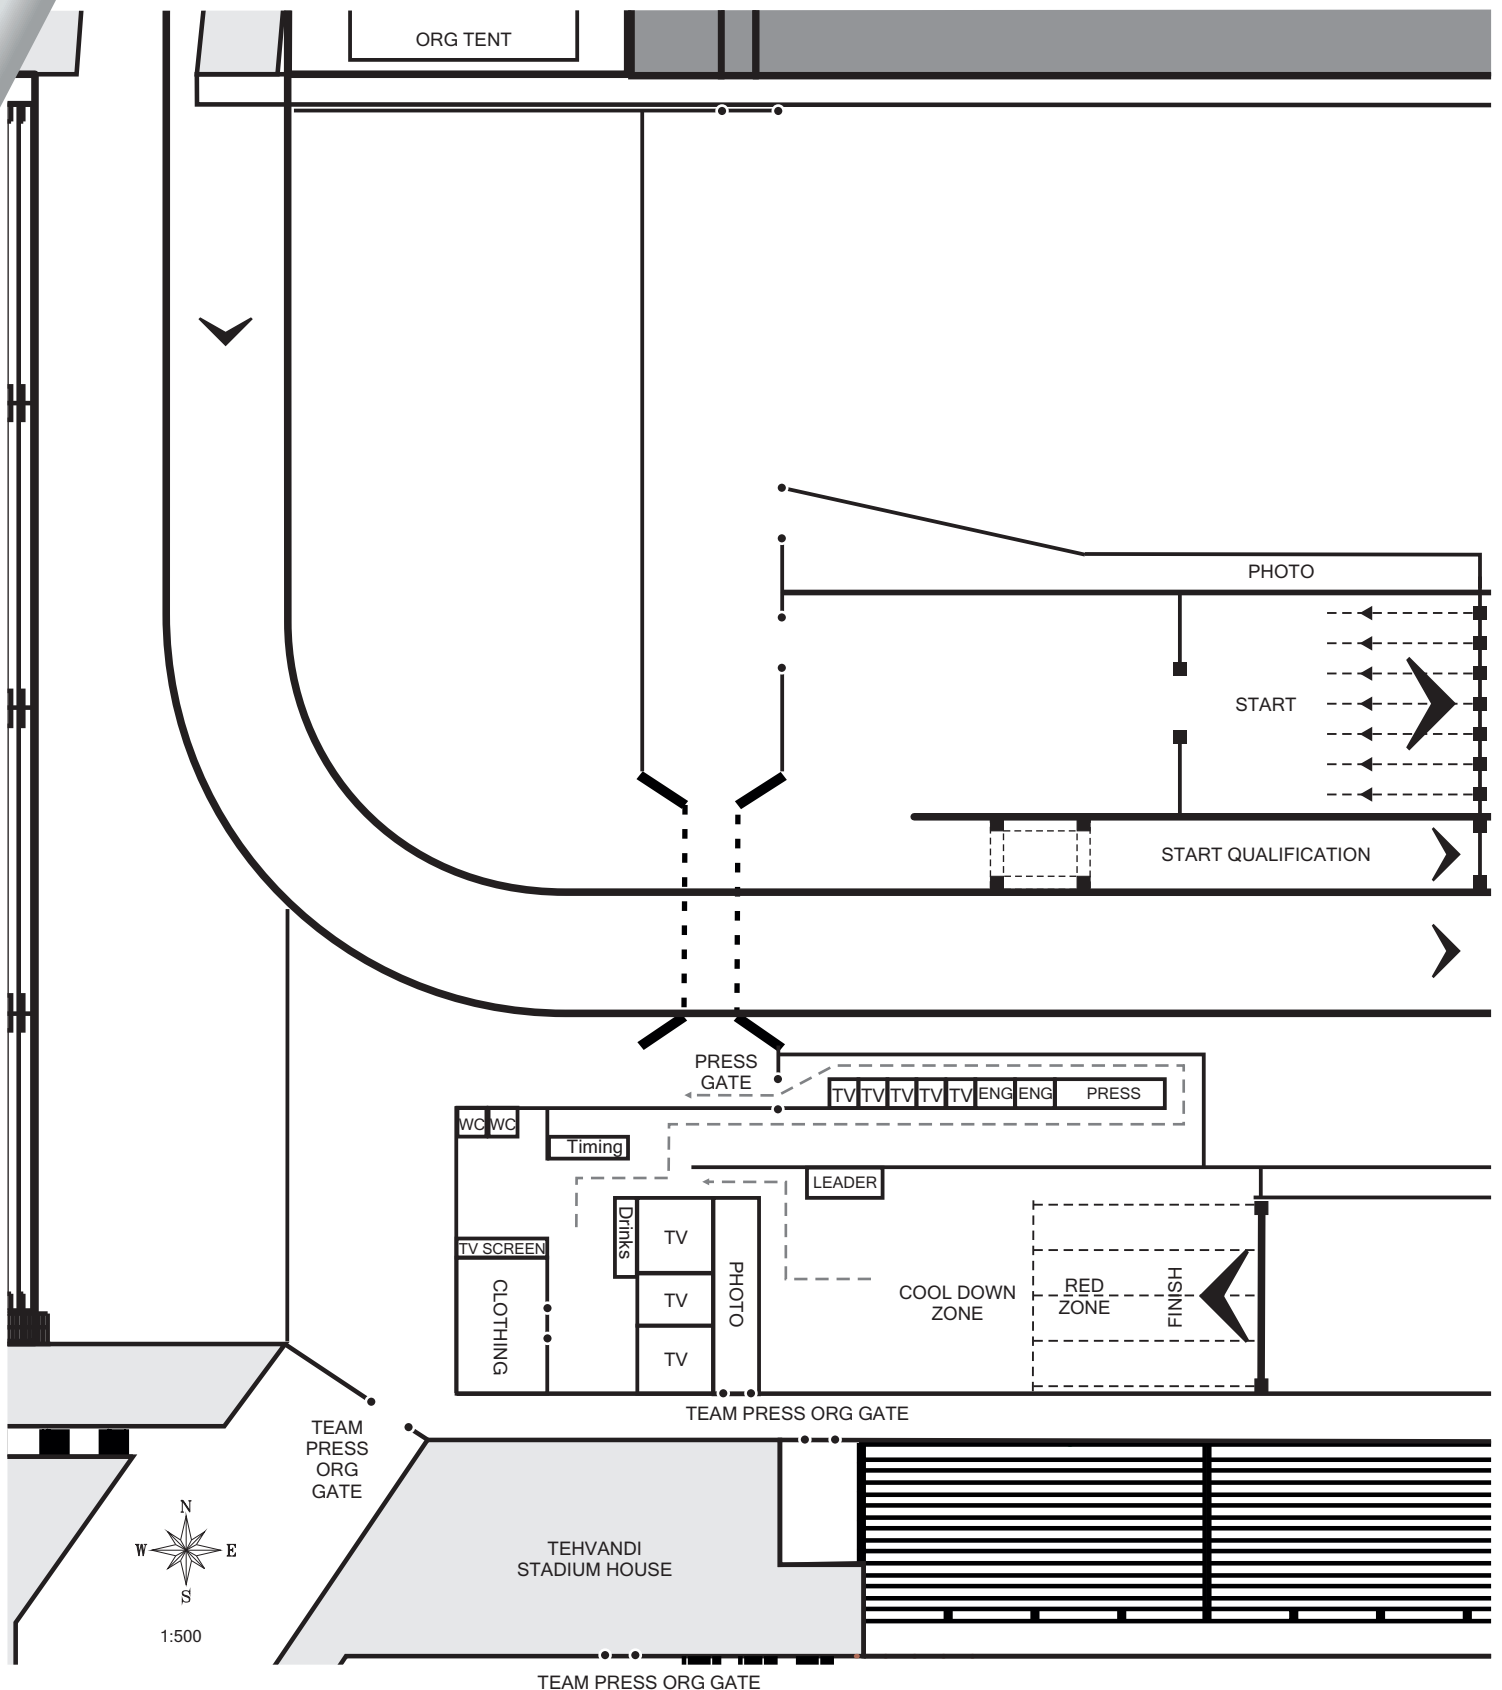 ORG TENT
PHOTO
START
START QUALIFICATION
PRESS
GATE
TV TV TV TV TV ENG ENG PRESS
WC WC
Timing
LEADER
Drinks
TV
TV SCREEN
PHOTO
CLOTHING
TV
TV
COOL DOWN
ZONE
RED
ZONE
FINISH
TEAM PRESS ORG GATE
TEAM
PRESS
ORG
GATE
N
W E
S
1:500
TEHVANDI
STADIUM HOUSE
TEAM PRESS ORG GATE